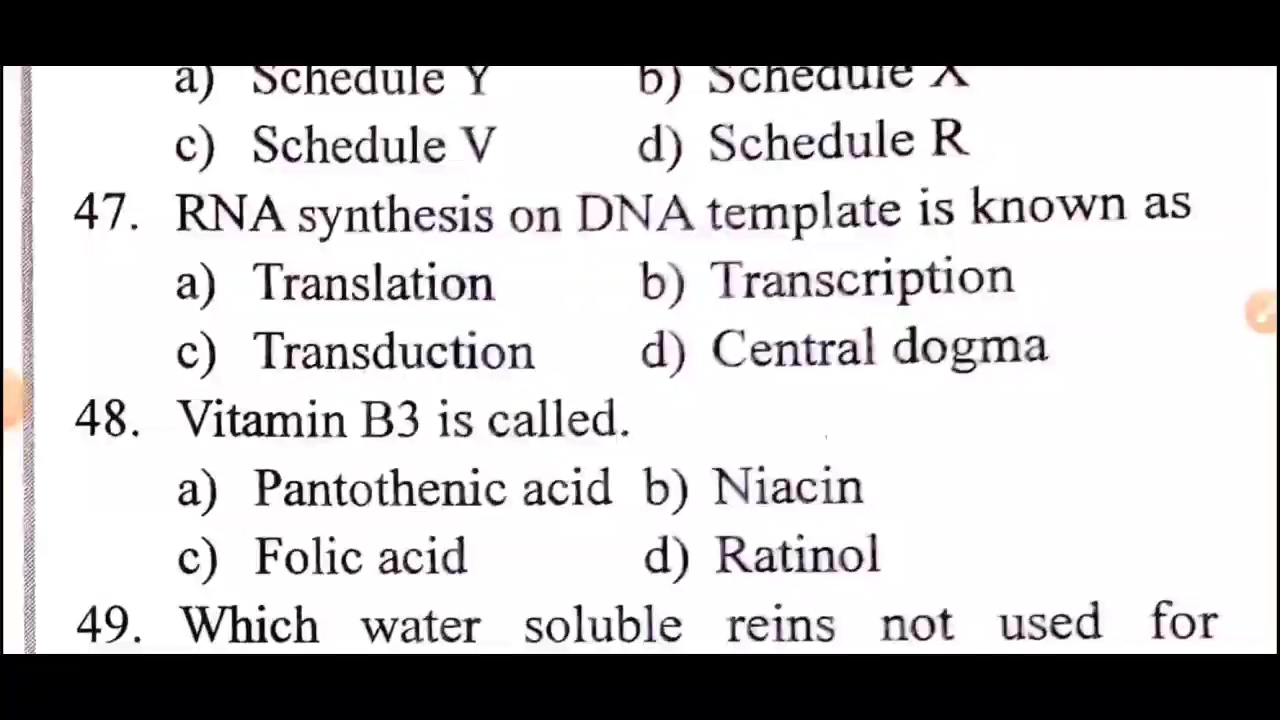 a) Schedule Y b) Schedule X
c) Schedule V d) Schedule R
47. RNA synthesis on DNA template is known as
a) Translation b) Transcription
c) Transduction d) Central dogma
48. Vitamin B3 is called.
a) Pantothenic acid b) Niacin
c) Folic acid d) Ratinol
49. Which water soluble reins not used for